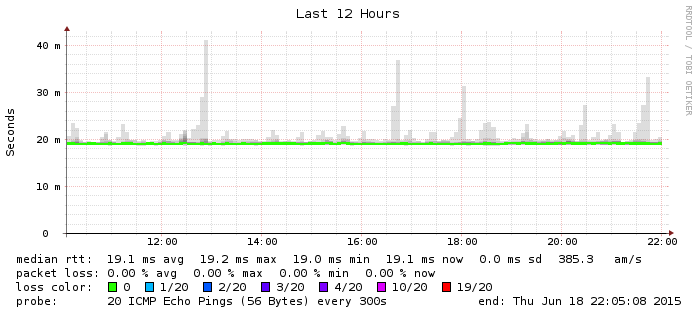 Last 12 Hours
RRDTOOL / TOBI OETIKER
Seconds
40 m
30 m
20 m
10 m
0
12:00 14:00 16:00 18:00 20:00 22:00
median rtt: 19.1 ms avg 19.2 ms max 19.0 ms min 19.1 ms now 0.0 ms sd 385.3 am/s
packet loss: 0.00 % avg 0.00 % max 0.00 % min 0.00 % now
loss color: 0 1/20 2/20 3/20 4/20 10/20 19/20
probe: 20 ICMP Echo Pings (56 Bytes) every 300s end: Thu Jun 18 22:05:08 2015